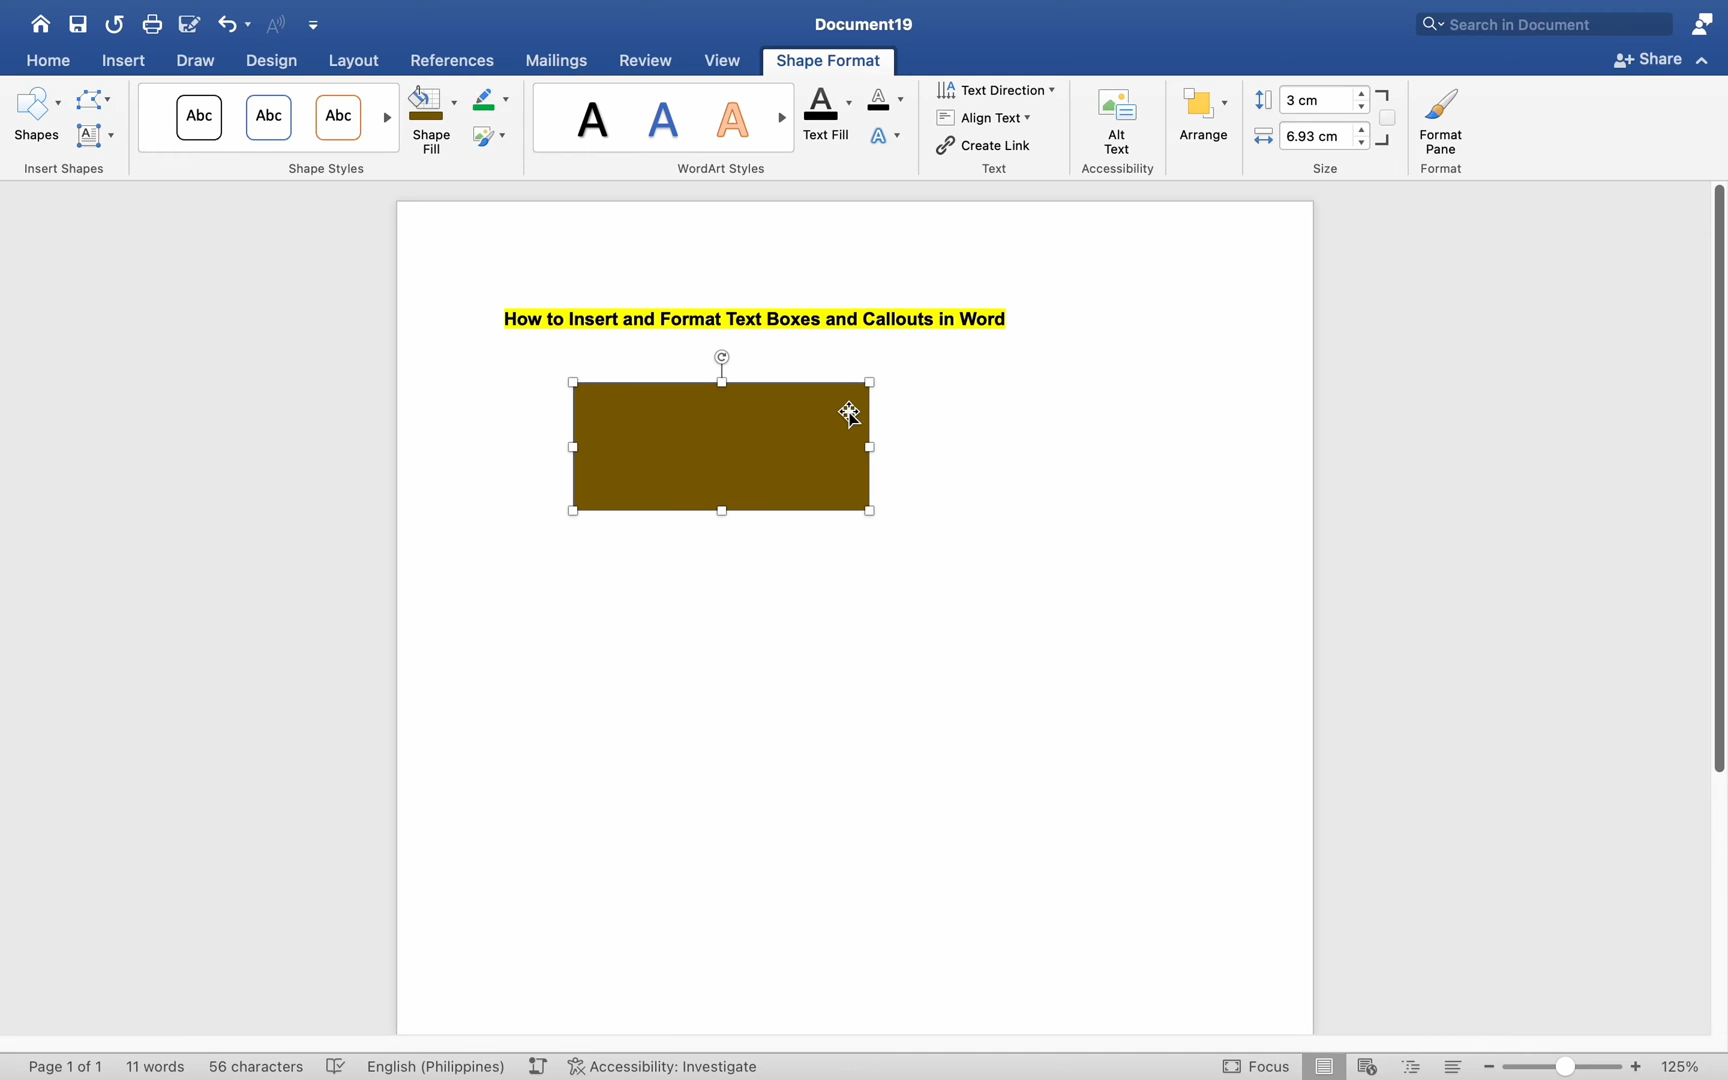 Document19
Search in Document
Home Insert Draw Design Layout References Mailings Review View Shape Format Share
Shapes
Insert Shapes
Abc Abc Abc
Shape Fill
Shape Styles
A A A
Text Fill
WordArt Styles
Text Direction
Align Text
Create Link
Text
Alt Text
Accessibility
Arrange
3 cm
6.93 cm
Size
Format Pane
Format
How to Insert and Format Text Boxes and Callouts in Word
Page 1 of 1 11 words 56 characters English (Philippines) Accessibility: Investigate Focus 125%